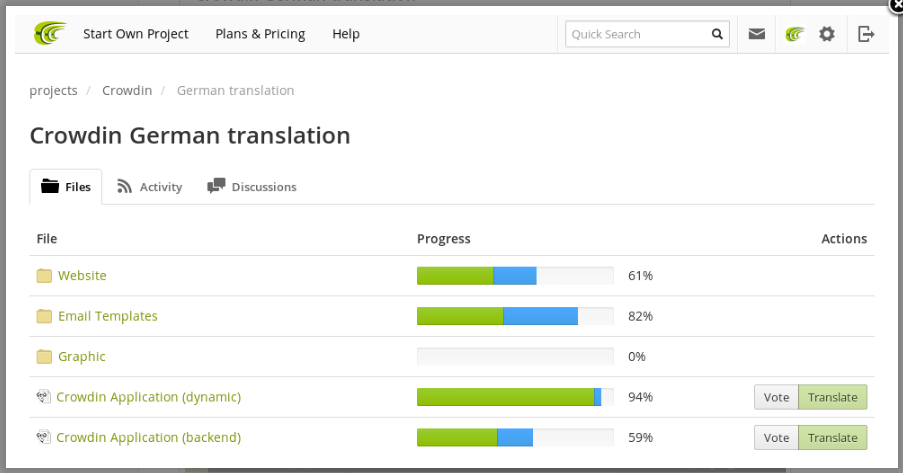 Start Own Project Plans & Pricing Help Quick Search
projects / Crowdin / German translation
Crowdin German translation
Files Activity Discussions
File Progress Actions
Website 61%
Email Templates 82%
Graphic 0%
Crowdin Application (dynamic) 94% Vote Translate
Crowdin Application (backend) 59% Vote Translate